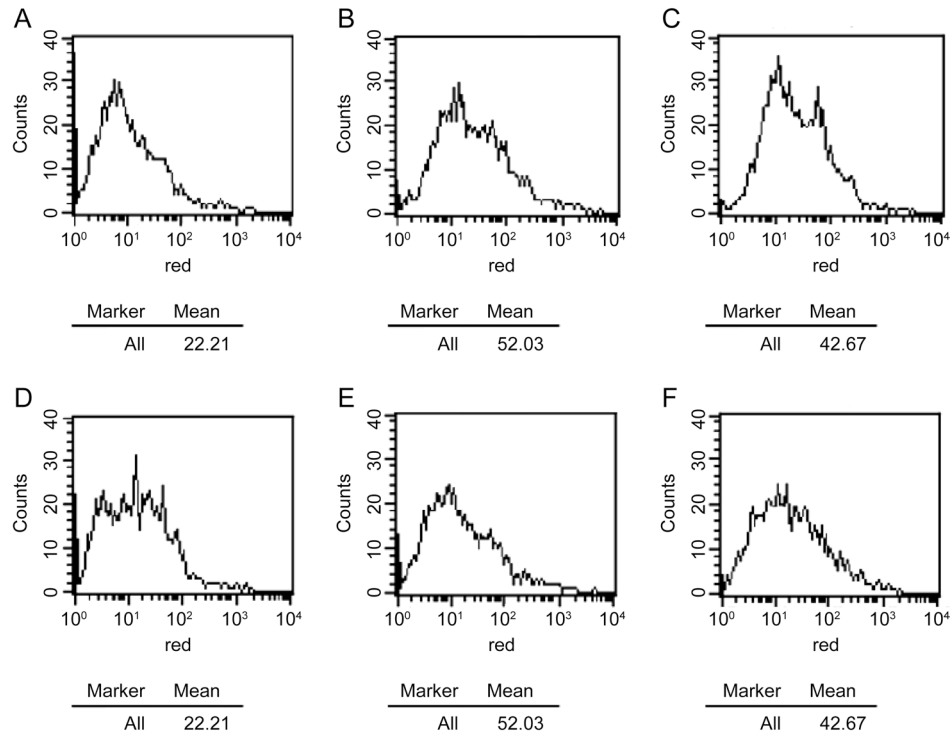 A B C
40 40 40
30 30 30
Counts Counts Counts
20 20 20
10 10 10
0 0 0
10⁰ 10¹ 10² 10³ 10⁴ 10⁰ 10¹ 10² 10³ 10⁴ 10⁰ 10¹ 10² 10³ 10⁴
red red red
Marker Mean Marker Mean Marker Mean
All 22.21 All 52.03 All 42.67
D E F
40 40 40
30 30 30
Counts Counts Counts
20 20 20
10 10 10
0 0 0
10⁰ 10¹ 10² 10³ 10⁴ 10⁰ 10¹ 10² 10³ 10⁴ 10⁰ 10¹ 10² 10³ 10⁴
red red red
Marker Mean Marker Mean Marker Mean
All 22.21 All 52.03 All 42.67